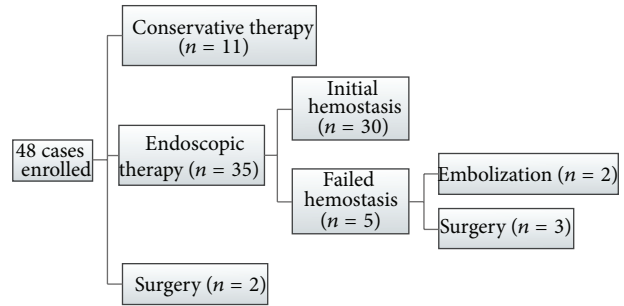 Conservative therapy
(n = 11)
48 cases
enrolled
Endoscopic
therapy (n = 35)
Initial
hemostasis
(n = 30)
Failed
hemostasis
(n = 5)
Embolization (n = 2)
Surgery (n = 3)
Surgery (n = 2)